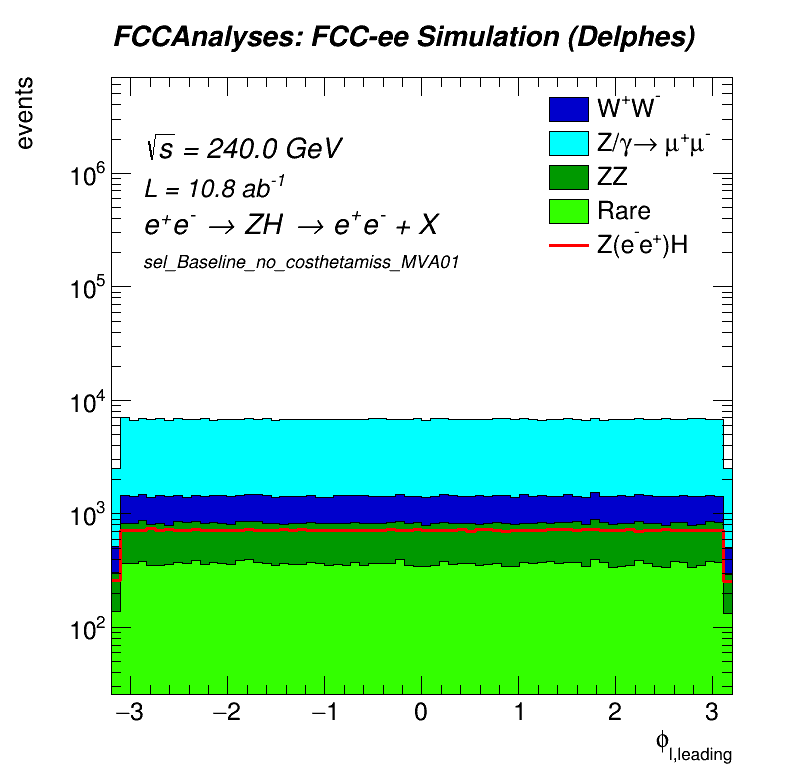 FCCAnalyses: FCC-ee Simulation (Delphes)
events
√s = 240.0 GeV
L = 10.8 ab⁻¹
e⁺e⁻ → ZH → e⁺e⁻ + X
sel_Baseline_no_costhetamiss_MVA01
W⁺W⁻
Z/γ→ μ⁺μ⁻
ZZ
Rare
Z(e⁻e⁺)H
10⁶
10⁵
10⁴
10³
10²
−3 −2 −1 0 1 2 3
ϕ_l,leading